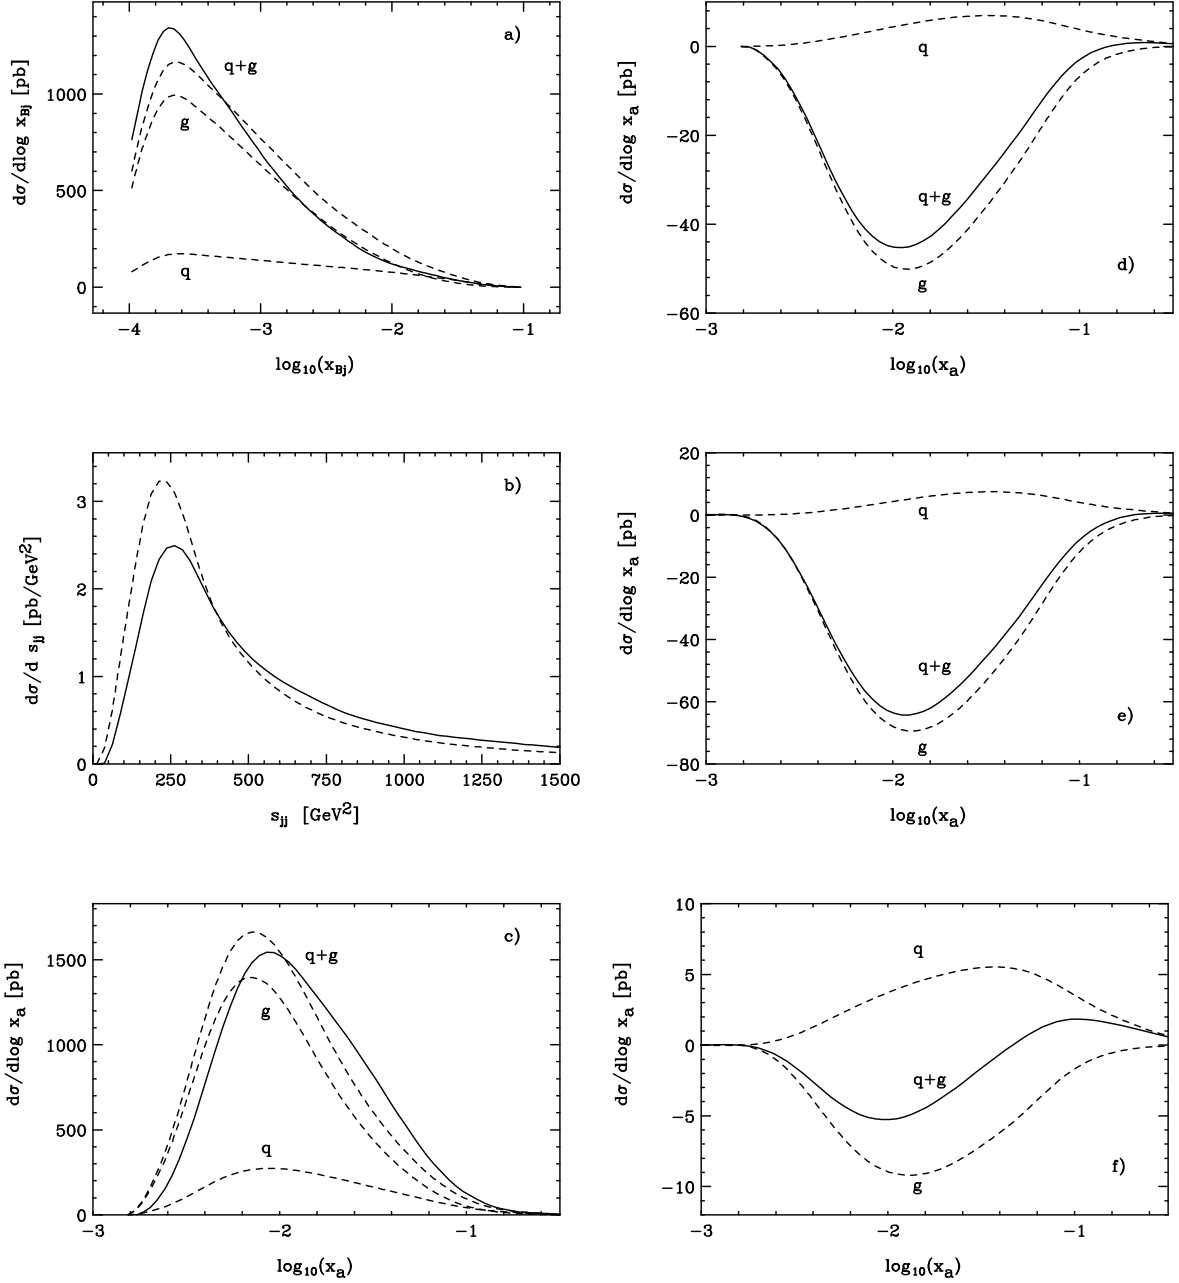 a)
q+g
g
q
1000
500
0
−4
−3
−2
−1
dσ/dlog x_Bj [pb]
log10(x_Bj)
b)
3
2
1
0
0
250
500
750
1000
1250
1500
dσ/d s_jj [pb/GeV²]
s_jj [GeV²]
c)
q+g
g
q
1500
1000
500
0
−3
−2
−1
dσ/dlog x_a [pb]
log10(x_a)
d)
q
q+g
g
0
−20
−40
−60
−3
−2
−1
dσ/dlog x_a [pb]
log10(x_a)
e)
q
q+g
g
20
0
−20
−40
−60
−80
−3
−2
−1
dσ/dlog x_a [pb]
log10(x_a)
f)
q
q+g
g
10
5
0
−5
−10
−3
−2
−1
dσ/dlog x_a [pb]
log10(x_a)